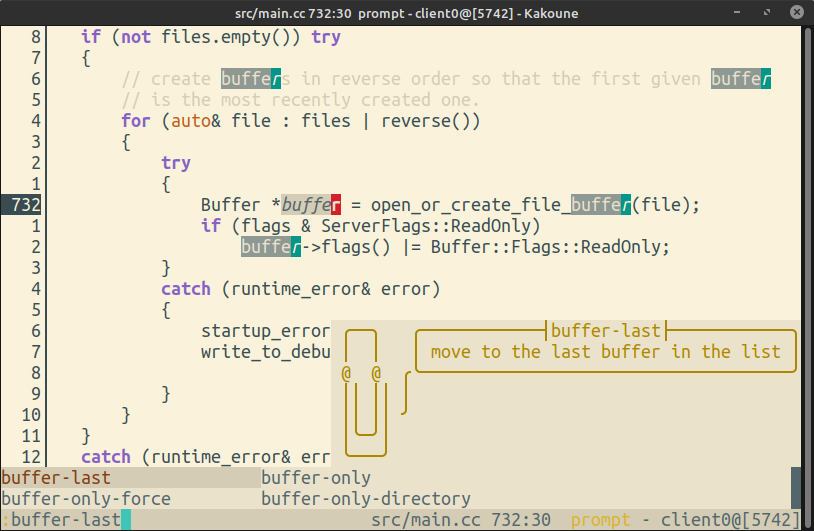 src/main.cc 732:30 prompt - client0@[5742] - Kakoune
8 if (not files.empty()) try
7 {
6 // create buffers in reverse order so that the first given buffer
5 // is the most recently created one.
4 for (auto& file : files | reverse())
3 {
2 try
1 {
732 Buffer *buffer = open_or_create_file_buffer(file);
1 if (flags & ServerFlags::ReadOnly)
2 buffer->flags() |= Buffer::Flags::ReadOnly;
3 }
4 catch (runtime_error& error)
5 {
6 startup_error
buffer-last
7 write_to_debu
move to the last buffer in the list
8
@ @
9 }
10 }
11 }
12 catch (runtime_error& err
buffer-last buffer-only
buffer-only-force buffer-only-directory
:buffer-last src/main.cc 732:30 prompt - client0@[5742]